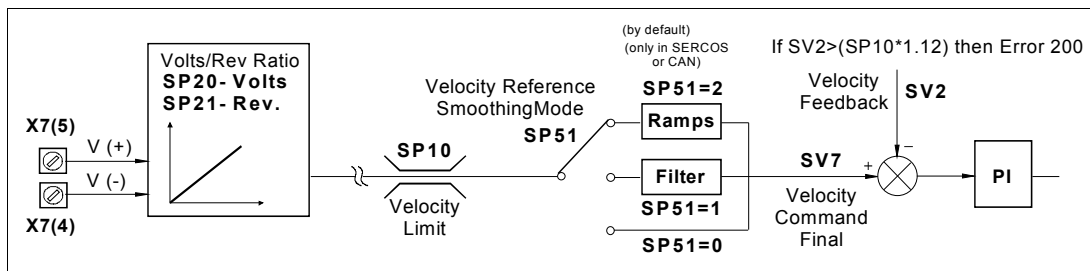 Volts/Rev Ratio
SP20- Volts
SP21- Rev.
X7(5)
V (+)
V (-)
X7(4)
SP10
Velocity
Limit
Velocity Reference
SmoothingMode
SP51
(by default)
(only in SERCOS
or CAN)
SP51=2
Ramps
Filter
SP51=1
SP51=0
If SV2>(SP10*1.12) then Error 200
Velocity
Feedback
SV2
–
+
SV7
Velocity
Command
Final
PI